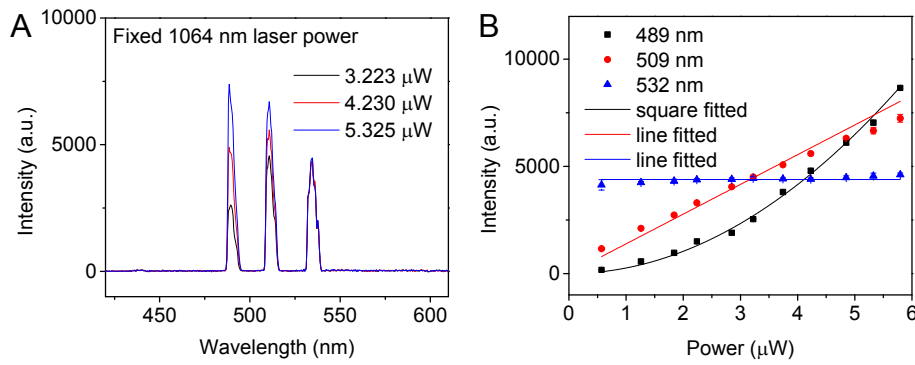 A
Fixed 1064 nm laser power
3.223 μW
4.230 μW
5.325 μW
10000
5000
0
450
500
550
600
Intensity (a.u.)
Wavelength (nm)
B
489 nm
509 nm
532 nm
square fitted
line fitted
line fitted
10000
5000
0
0
1
2
3
4
5
6
Intensity (a.u.)
Power (μW)